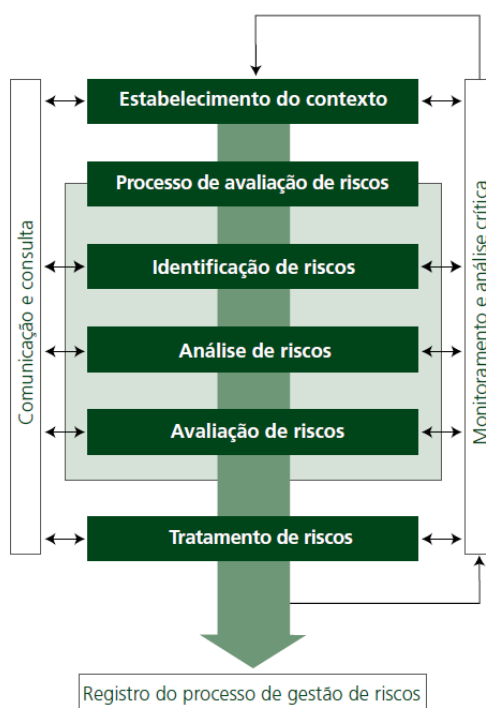 Estabelecimento do contexto
Processo de avaliação de riscos
Comunicação e consulta
Identificação de riscos
Análise de riscos
Avaliação de riscos
Monitoramento e análise crítica
Tratamento de riscos
Registro do processo de gestão de riscos